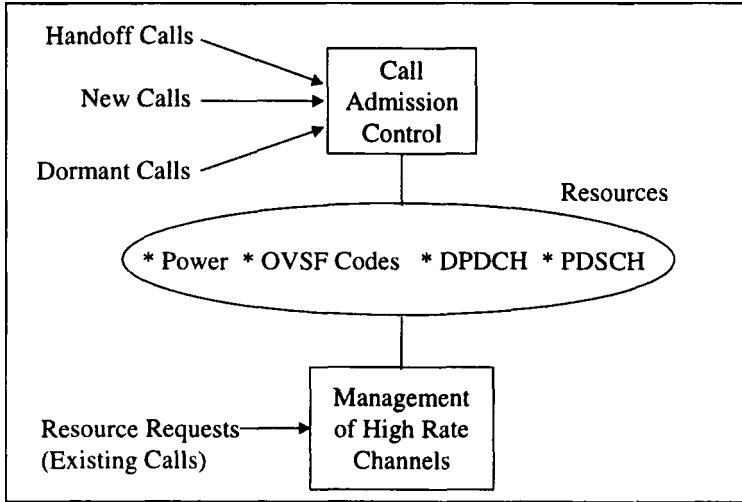 Handoff Calls
New Calls
Dormant Calls
Call
Admission
Control
Resources
* Power * OVSF Codes * DPDCH * PDSCH
Resource Requests
(Existing Calls)
Management
of High Rate
Channels